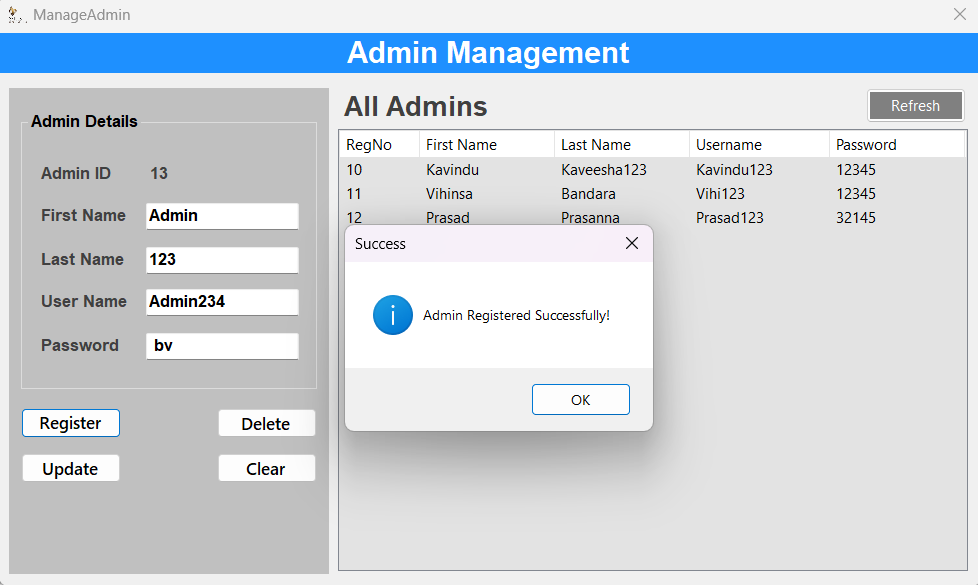 ManageAdmin
Admin Management
Admin Details
Admin ID 13
First Name Admin
Last Name 123
User Name Admin234
Password bv
Register Delete
Update Clear
All Admins Refresh
RegNo First Name Last Name Username Password
10 Kavindu Kaveesha123 Kavindu123 12345
11 Vihinsa Bandara Vihi123 12345
12 Prasad Prasanna Prasad123 32145
Success
i Admin Registered Successfully!
OK